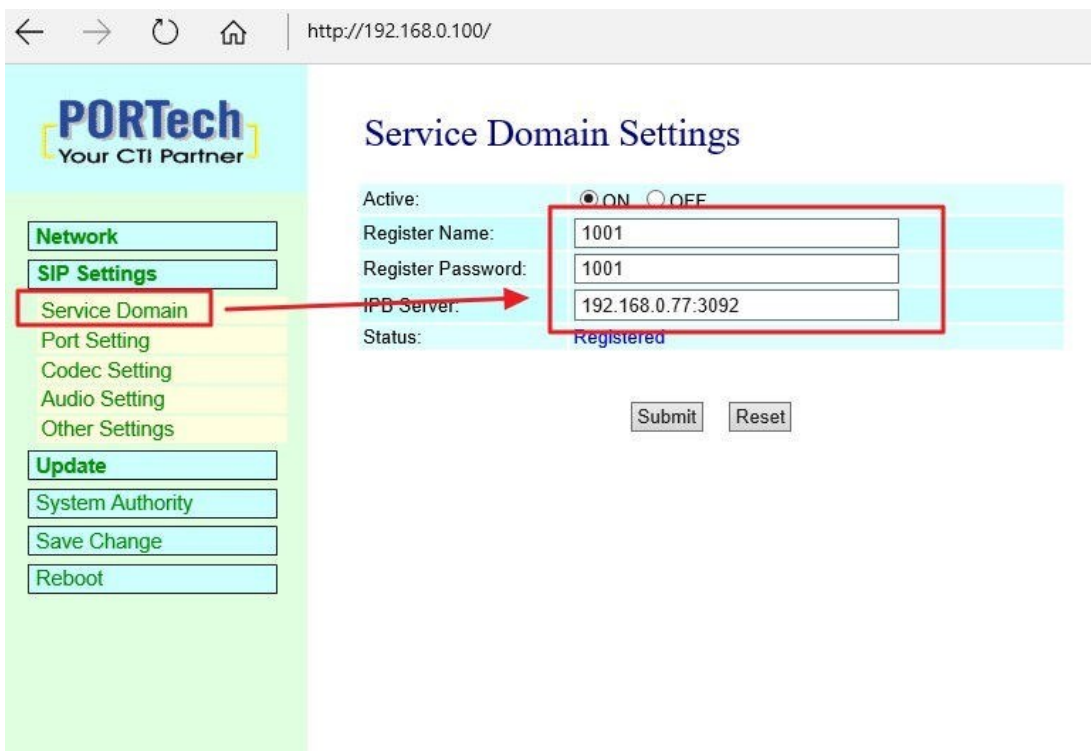 http://192.168.0.100/
PORTech
Your CTI Partner
Service Domain Settings
Network
SIP Settings
Service Domain
Port Setting
Codec Setting
Audio Setting
Other Settings
Update
System Authority
Save Change
Reboot
Active: ON OFF
Register Name: 1001
Register Password: 1001
IPB Server: 192.168.0.77:3092
Status: Registered
Submit Reset